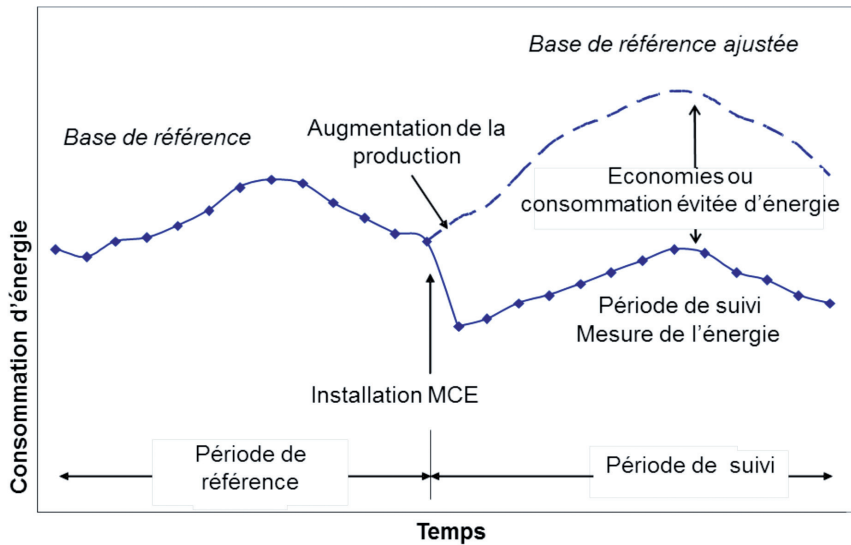 Base de référence ajustée
Base de référence
Augmentation de la
production
Economies ou
consommation évitée d’énergie
Période de suivi
Mesure de l’énergie
Installation MCE
Période de
référence
Période de suivi
Consommation d’énergie
Temps